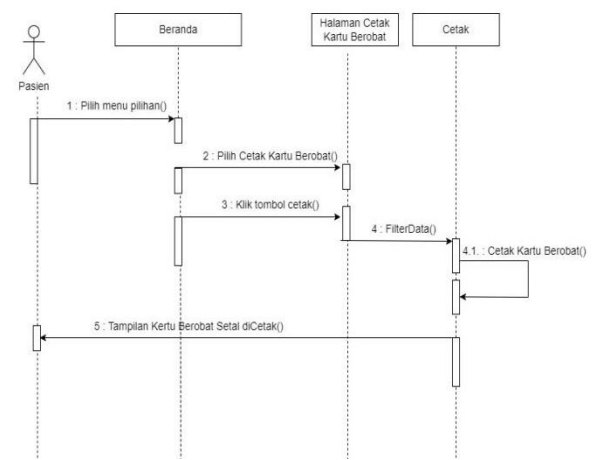 Beranda
Halaman Cetak
Kartu Berobat
Cetak
Pasien
1 : Pilih menu pilihan()
2 : Pilih Cetak Kartu Berobat()
3 : Klik tombol cetak()
4 : FilterData()
4.1. : Cetak Kartu Berobat()
5 : Tampilan Kertu Berobat Setal diCetak()